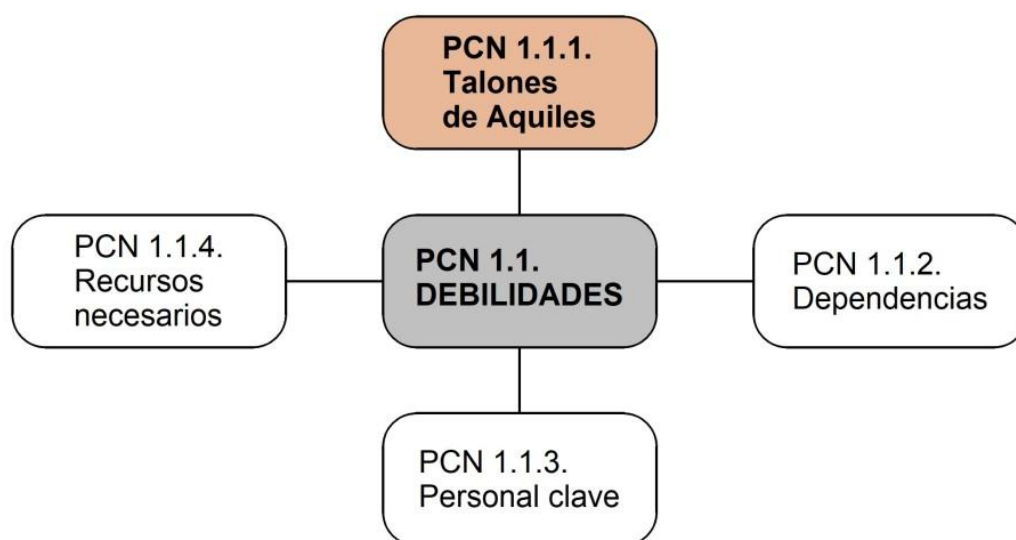 PCN 1.1.1.
Talones
de Aquiles
PCN 1.1.4.
Recursos
necesarios
PCN 1.1.
DEBILIDADES
PCN 1.1.2.
Dependencias
PCN 1.1.3.
Personal clave